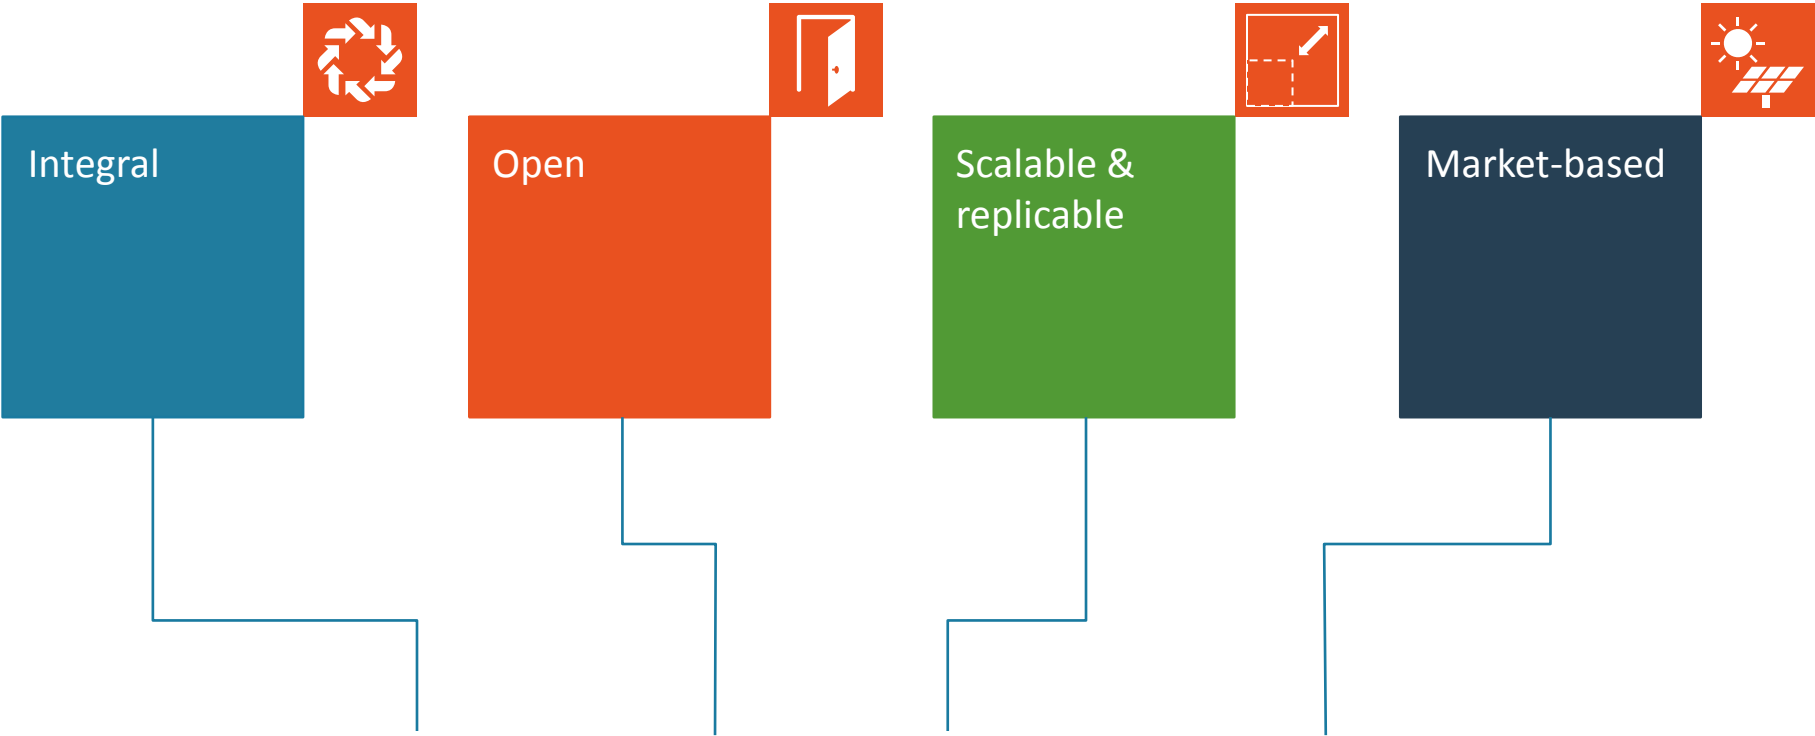 Integral
Open
Scalable &
replicable
Market-based